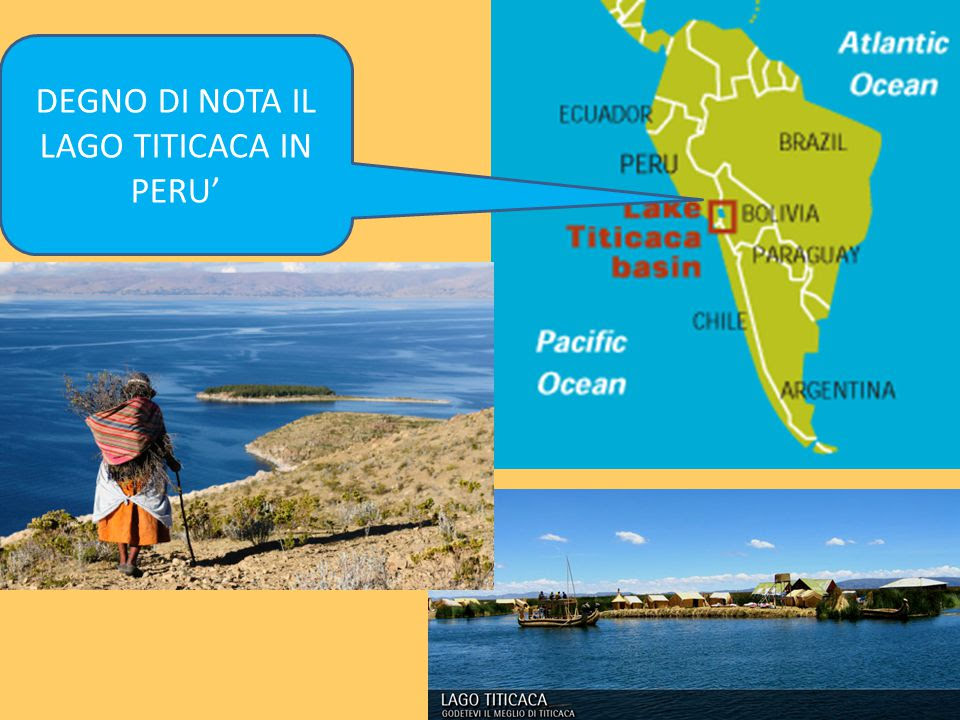 DEGNO DI NOTA IL
LAGO TITICACA IN
PERU’
Atlantic
Ocean
ECUADOR
BRAZIL
PERU
Lake
Titicaca
basin
BOLIVIA
PARAGUAY
CHILE
Pacific
Ocean
ARGENTINA
LAGO TITICACA
GODETEVI IL MEGLIO DI TITICACA